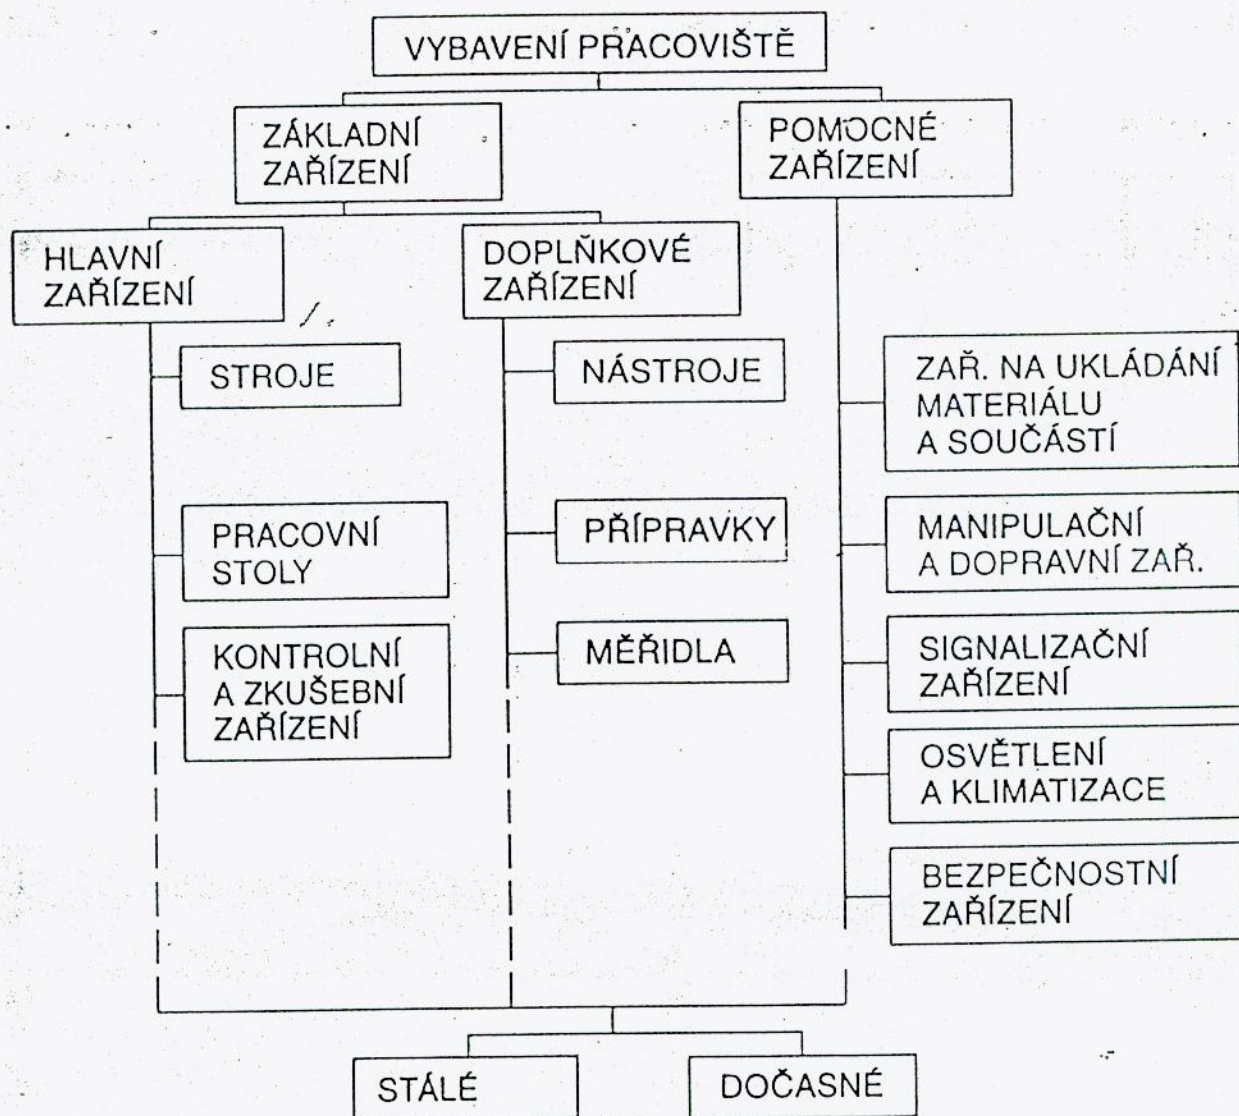 VYBAVENÍ PRACOVIŠTĚ
ZÁKLADNÍ
ZAŘÍZENÍ
POMOCNÉ
ZAŘÍZENÍ
HLAVNÍ
ZAŘÍZENÍ
DOPLŇKOVÉ
ZAŘÍZENÍ
STROJE
PRACOVNÍ
STOLY
KONTROLNÍ
A ZKUŠEBNÍ
ZAŘÍZENÍ
NÁSTROJE
PŘÍPRAVKY
MĚŘIDLA
ZAŘ. NA UKLÁDÁNÍ
MATERIÁLU
A SOUČÁSTÍ
MANIPULAČNÍ
A DOPRAVNÍ ZAŘ.
SIGNALIZAČNÍ
ZAŘÍZENÍ
OSVĚTLENÍ
A KLIMATIZACE
BEZPEČNOSTNÍ
ZAŘÍZENÍ
STÁLÉ
DOČASNÉ